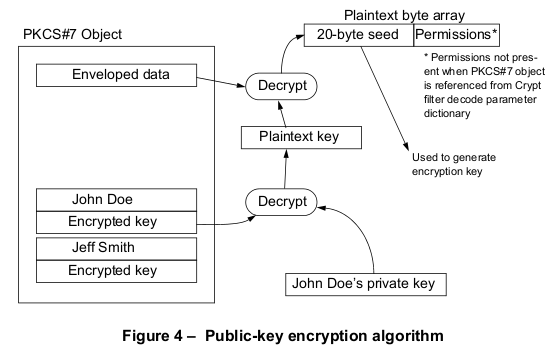 Plaintext byte array
PKCS#7 Object
20-byte seed
Permissions*
Enveloped data
Decrypt
* Permissions not pres-
ent when PKCS#7 object
is referenced from Crypt
filter decode parameter
dictionary
Plaintext key
Used to generate
encryption key
John Doe
Encrypted key
Decrypt
Jeff Smith
Encrypted key
John Doe's private key
Figure 4 – Public-key encryption algorithm